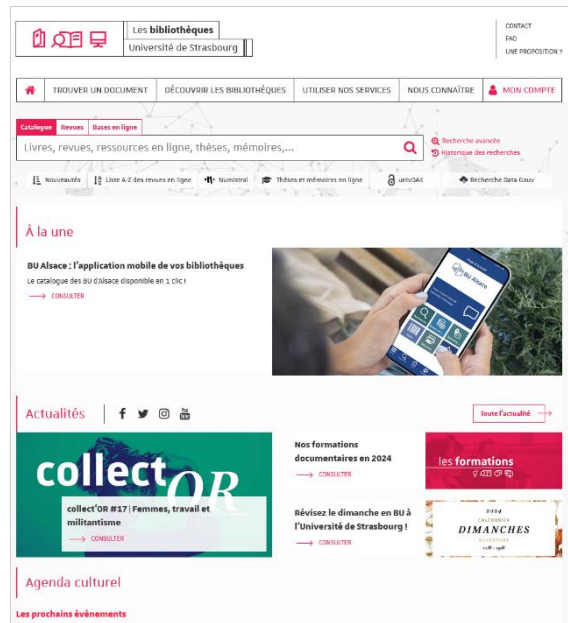 Les bibliothèques
Université de Strasbourg
CONTACT
FAQ
UNE PROPOSITION ?
TROUVER UN DOCUMENT
DÉCOUVRIR LES BIBLIOTHÈQUES
UTILISER NOS SERVICES
NOUS CONNAÎTRE
MON COMPTE
Catalogue Revues Bases en ligne
Livres, revues, ressources en ligne, thèses, mémoires,...
Recherche avancée
Historique des recherches
Nouveautés
Liste A-Z des revues en ligne
Numistral
Thèses et mémoires en ligne
univOAK
Recherche Data Gouv
À la une
BU Alsace : l'application mobile de vos bibliothèques
Le catalogue des BU d'Alsace disponible en 1 clic !
CONSULTER
BU Alsace
Actualités
Toute l'actualité
collect
OR
collect'OR #17| Femmes, travail et
militantisme
CONSULTER
Nos formations
documentaires en 2024
CONSULTER
les formations
Révisez le dimanche en BU à
l'Université de Strasbourg !
CONSULTER
2024
CALENDRIER
DIMANCHES
OUVERTURE
Agenda culturel
Les prochains événements